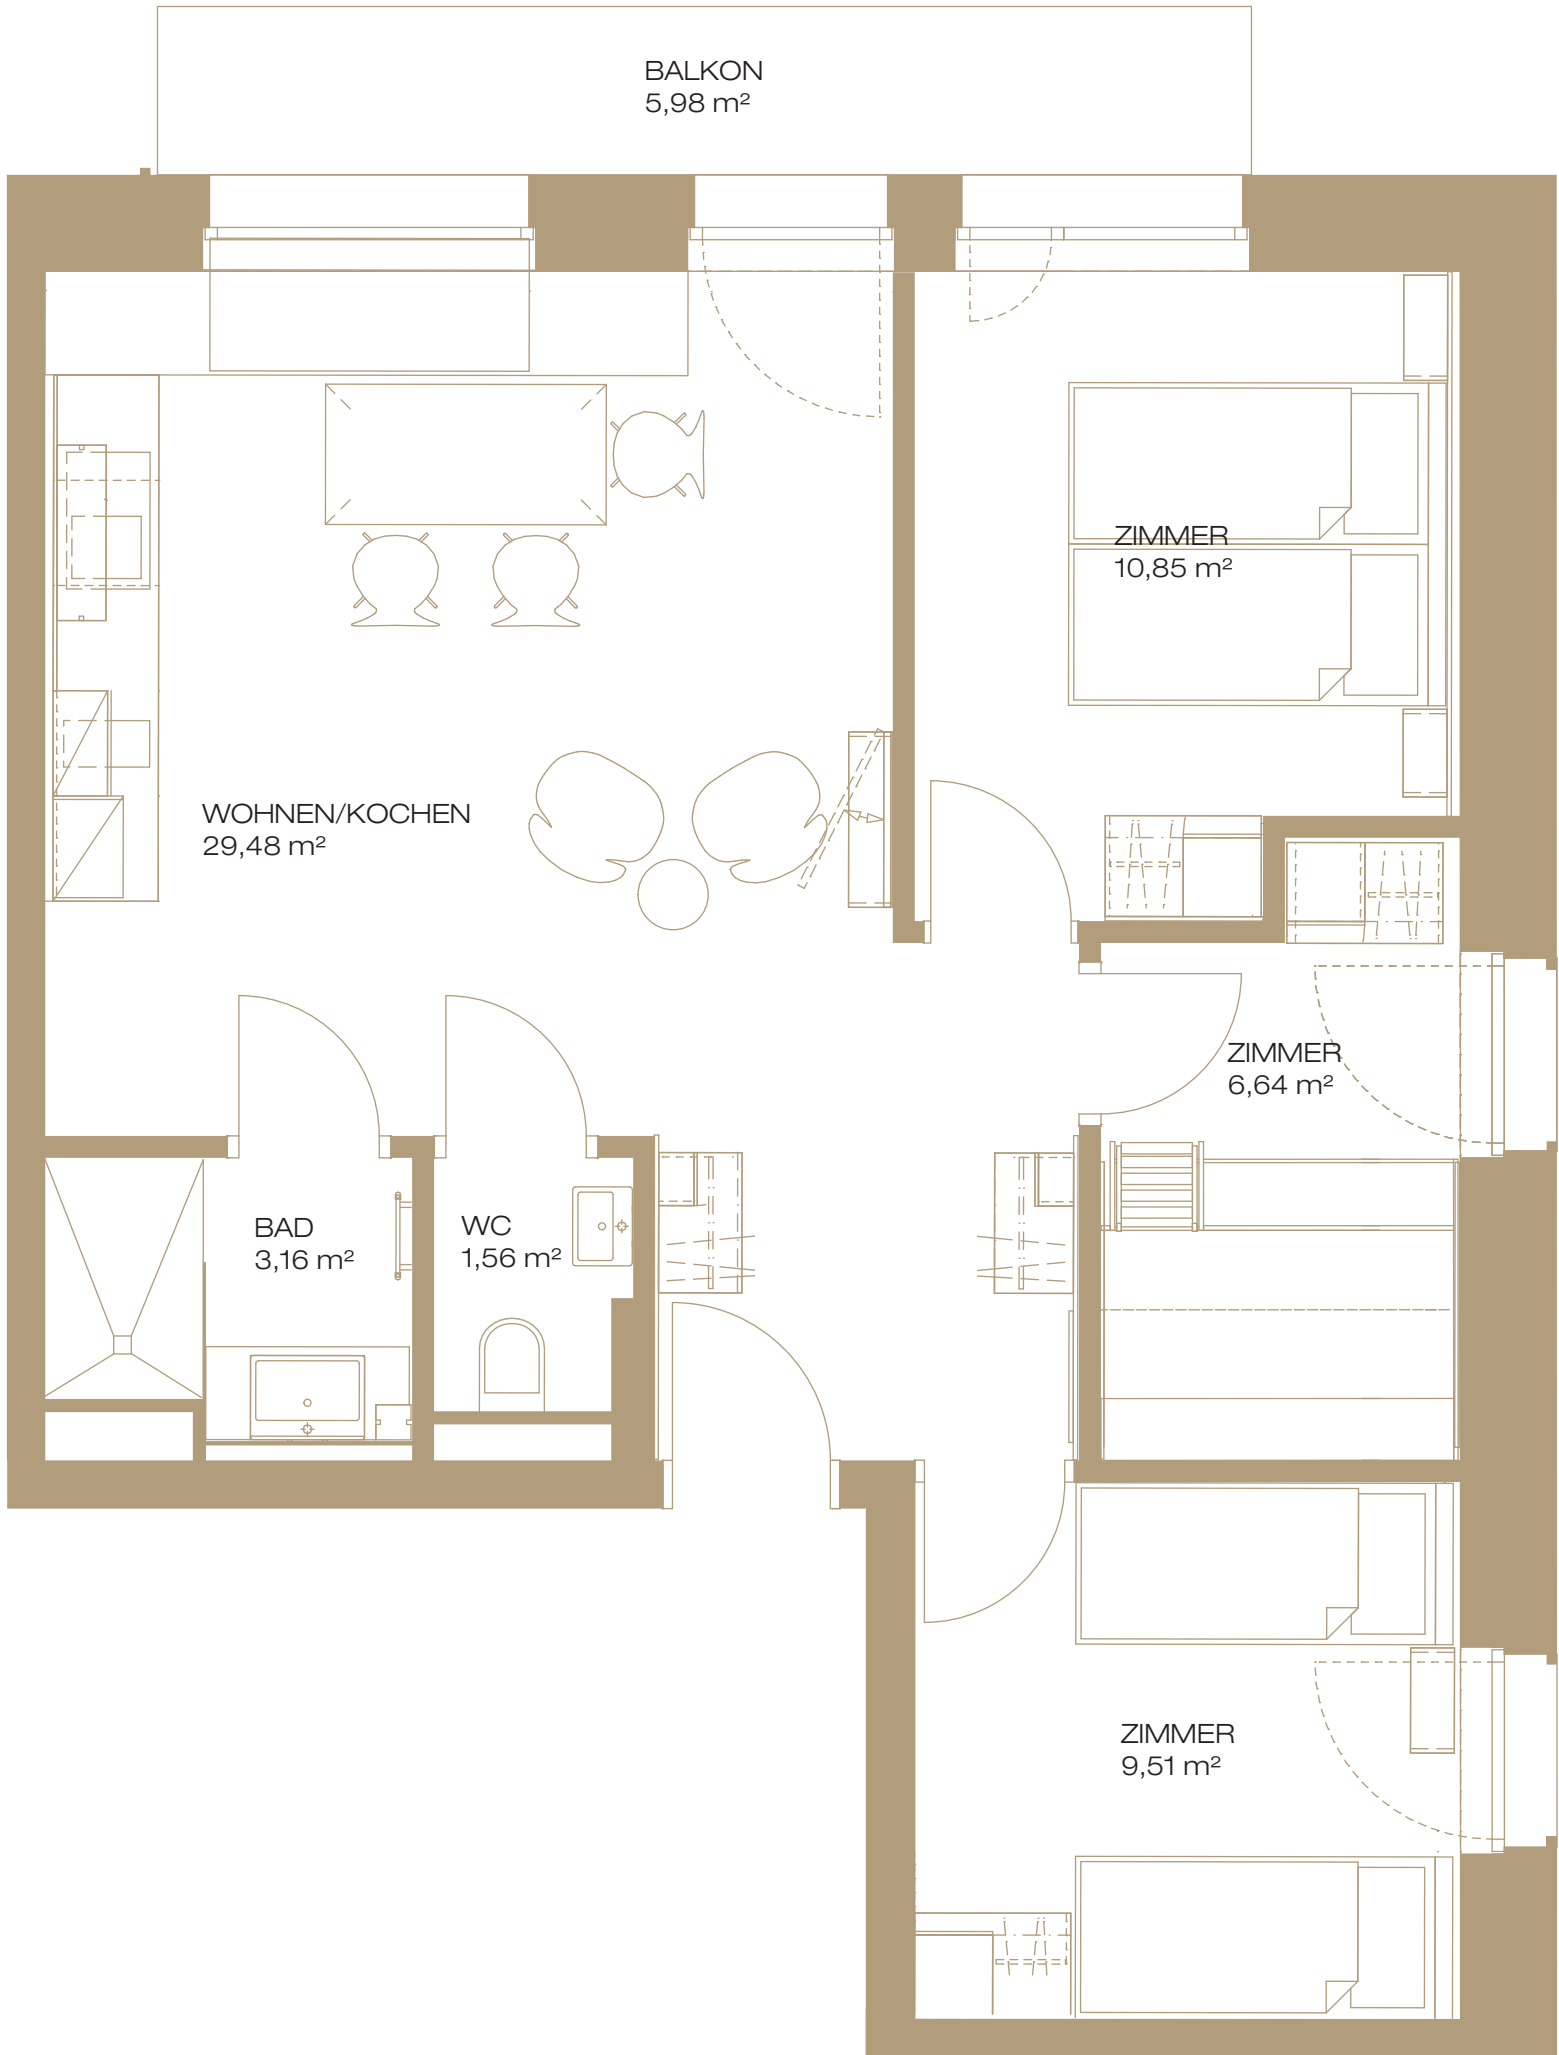 BALKON
5,98 m²
ZIMMER
10,85 m²
WOHNEN/KOCHEN
29,48 m²
ZIMMER
6,64 m²
BAD
3,16 m²
WC
1,56 m²
ZIMMER
9,51 m²